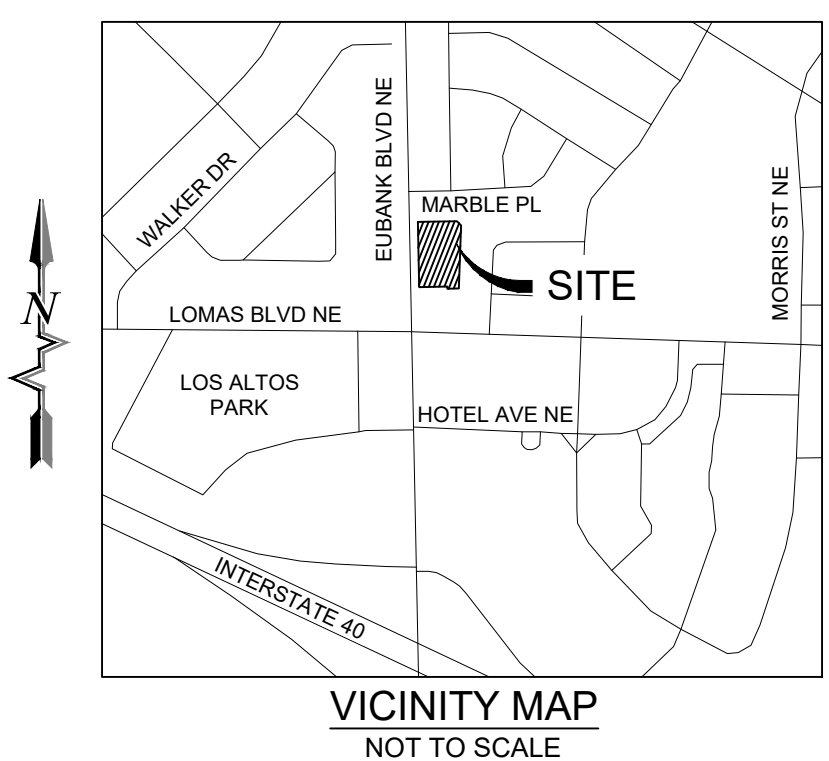 WALKER DR
EUBANK BLVD NE
MARBLE PL
MORRIS ST NE
SITE
N
LOMAS BLVD NE
LOS ALTOS
PARK
HOTEL AVE NE
INTERSTATE 40
VICINITY MAP
NOT TO SCALE